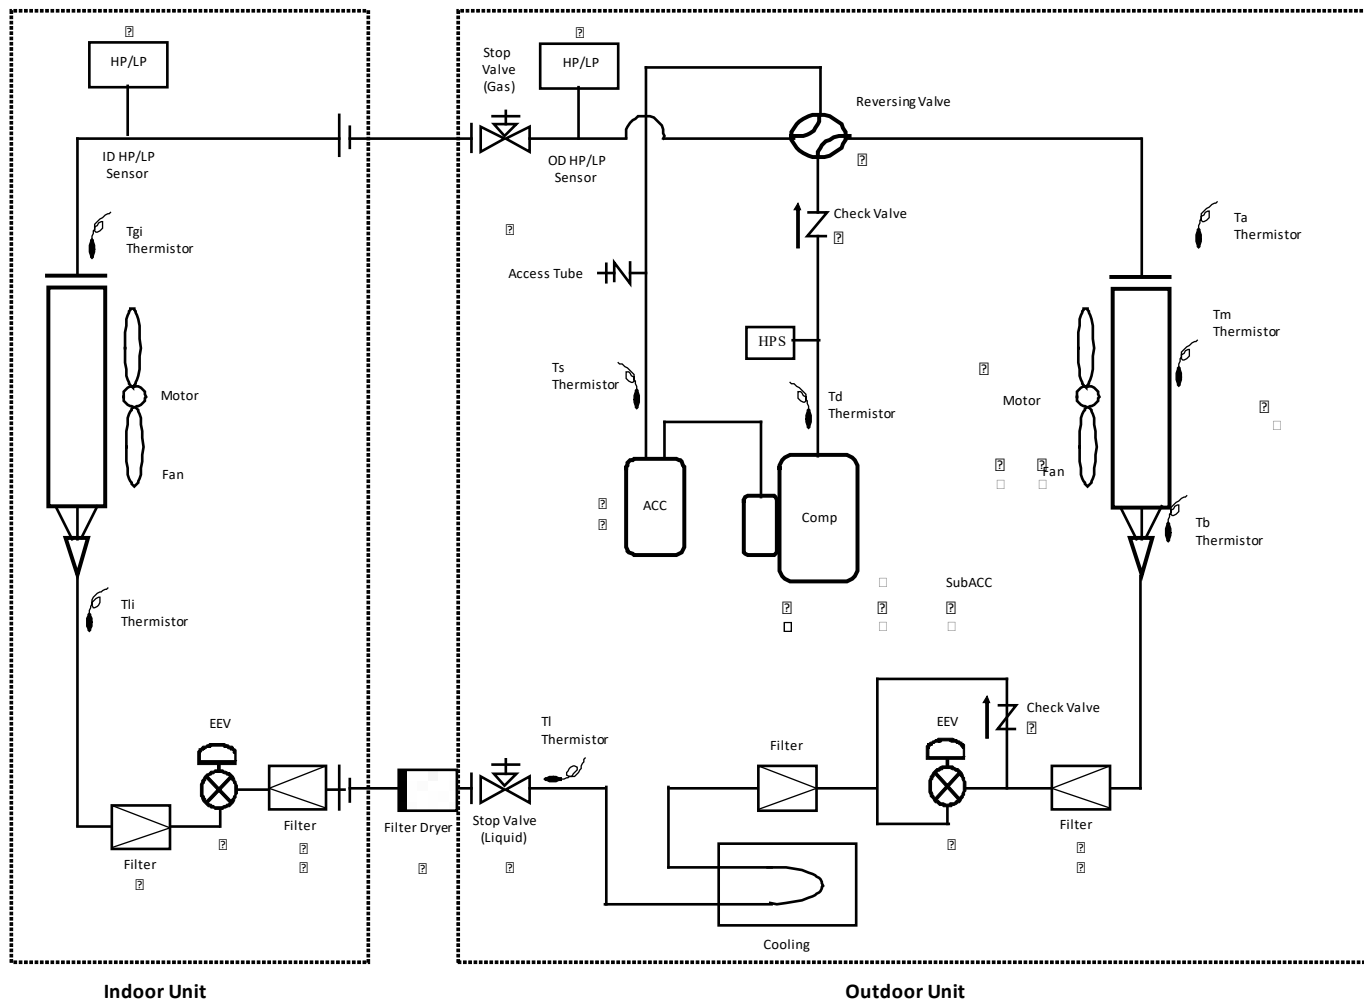 HP/LP
ID HP/LP
Sensor
Stop
Valve
(Gas)
HP/LP
OD HP/LP
Sensor
Reversing Valve
Tgi
Thermistor
Check Valve
Ta
Thermistor
Access Tube
HPS
Tm
Thermistor
Ts
Thermistor
Td
Thermistor
Motor
Motor
Fan
Fan
ACC
Comp
Tb
Thermistor
SubACC
Tli
Thermistor
EEV
Tl
Thermistor
Filter
EEV
Check Valve
Filter
Filter
Filter Dryer
Stop Valve
(Liquid)
Filter
Cooling
Indoor Unit
Outdoor Unit